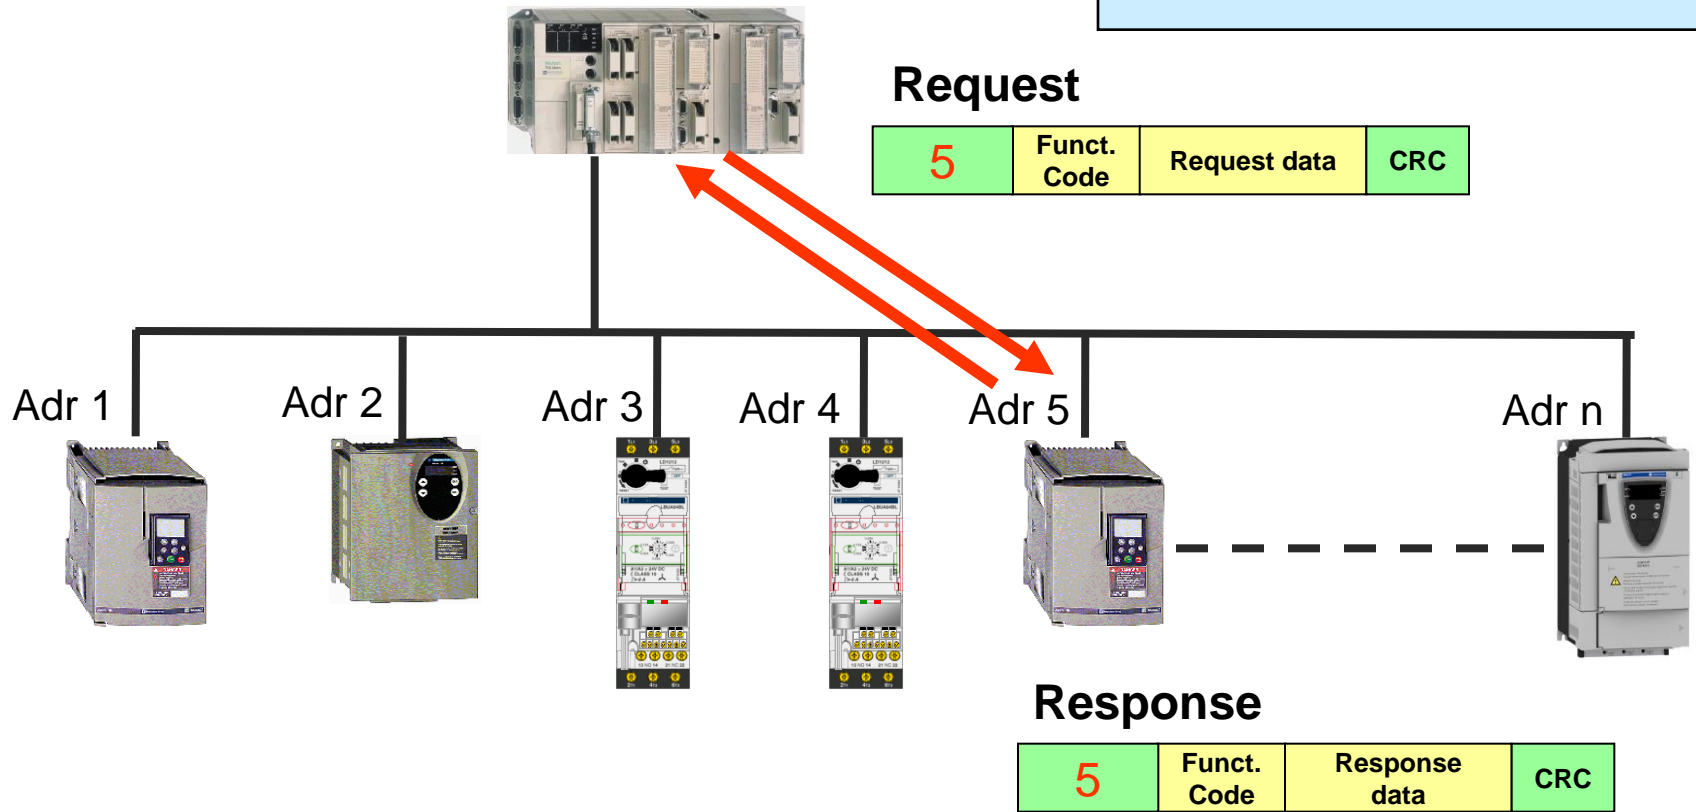 Request
5
Funct.
Code
Request data
CRC
Adr 1
Adr 2
Adr 3
Adr 4
Adr 5
Adr n
Response
5
Funct.
Code
Response
data
CRC